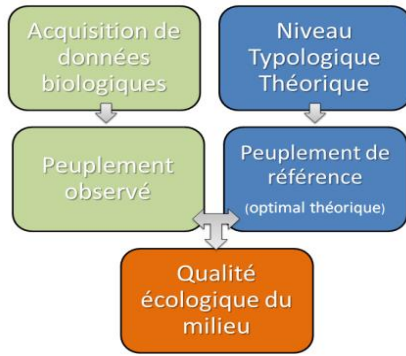 Acquisition de
données
biologiques
Niveau
Typologique
Théorique
Peuplement
observé
Peuplement de
référence
(optimal théorique)
Qualité
écologique du
milieu